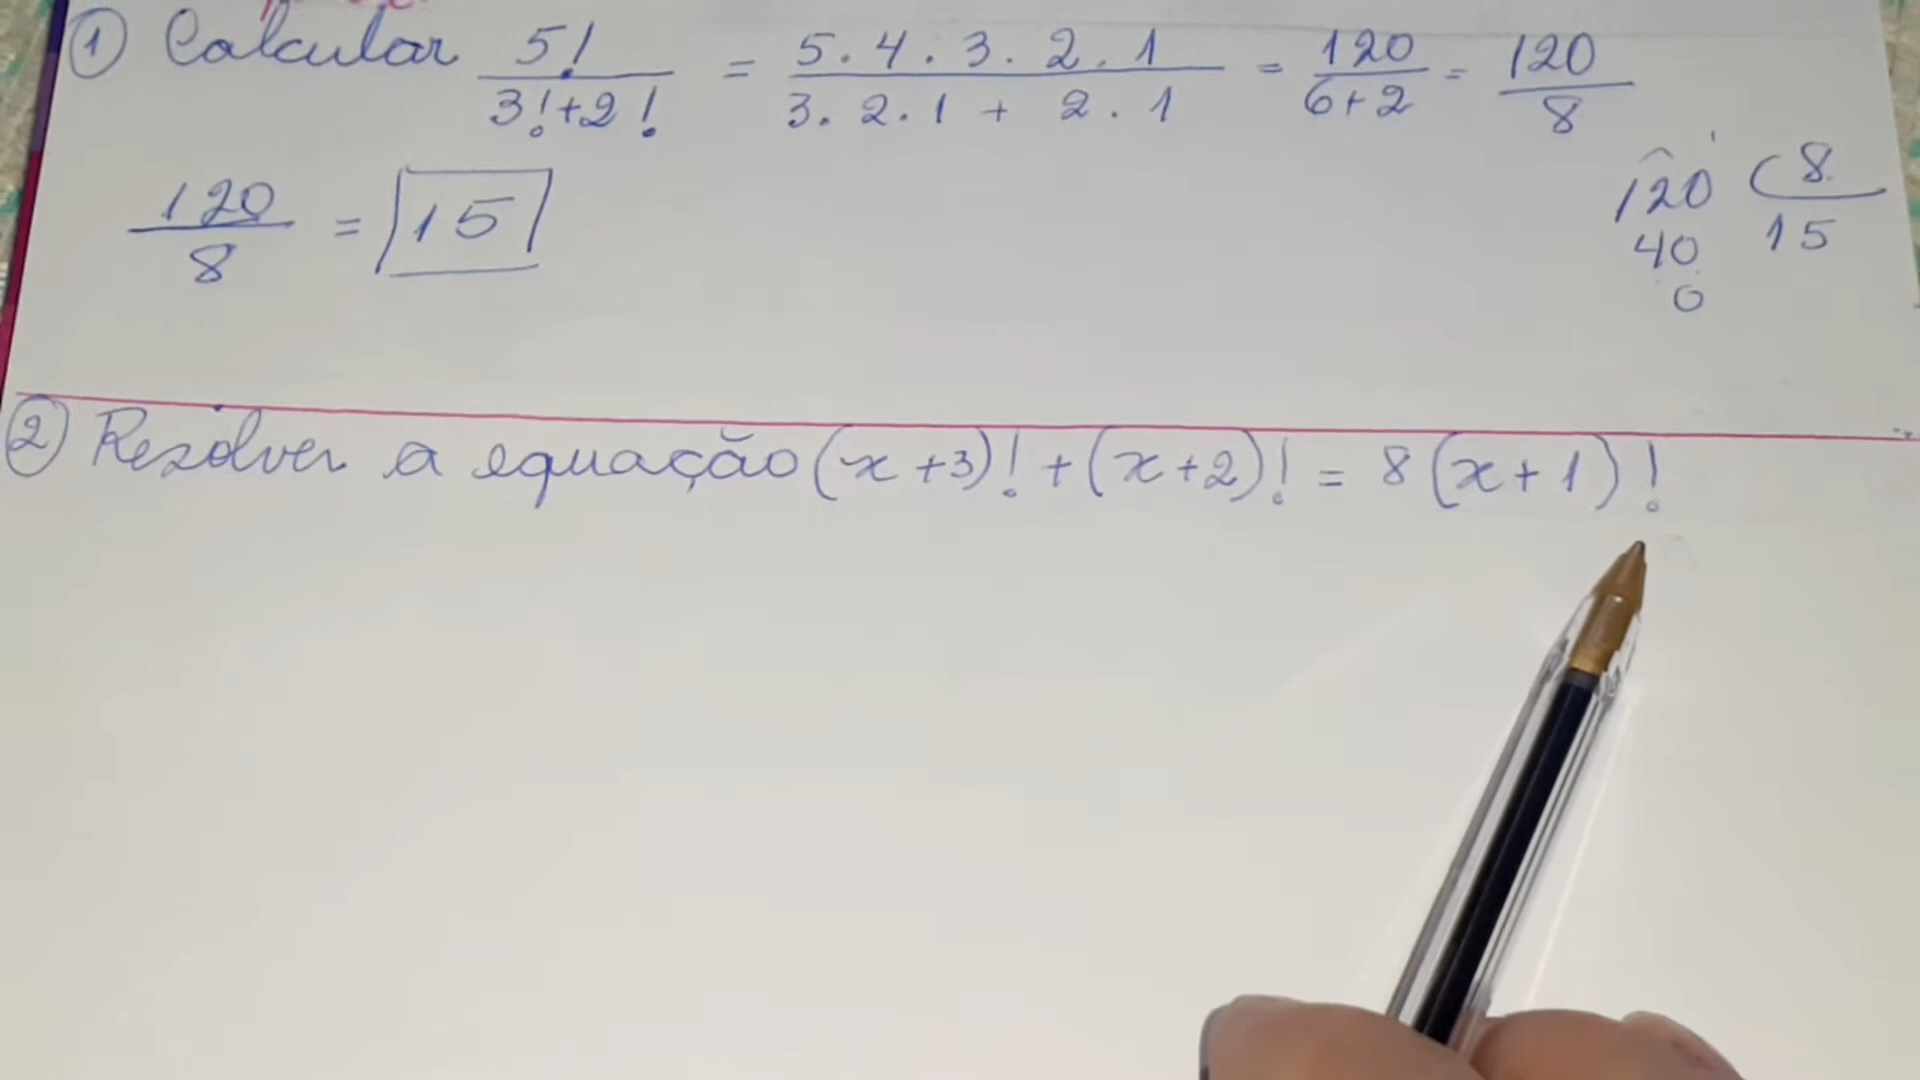 ① Calcular 5!/(3!+2!) = (5.4.3.2.1)/(3.2.1 + 2.1) = 120/(6+2) = 120/8
120/8 = 15
120 8
40 15
0
② Resolver a equação (x+3)! + (x+2)! = 8(x+1)!